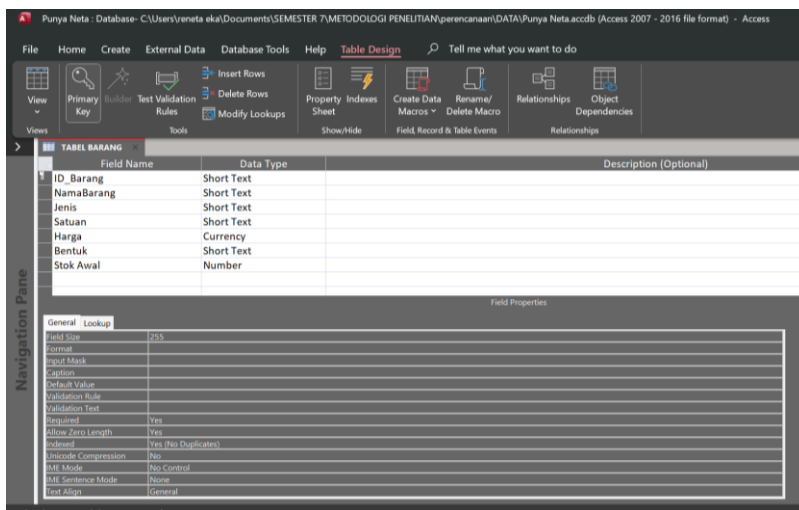 Punya Neta : Database- C:\Users\reneta eka\Documents\SEMESTER 7\METODOLOGI PENELITIAN\perencanaan\DATA\Punya Neta.accdb (Access 2007 - 2016 file format) - Access
File Home Create External Data Database Tools Help Table Design Tell me what you want to do
View
Primary Key
Builder
Test Validation Rules
Insert Rows
Delete Rows
Modify Lookups
Property Sheet
Indexes
Create Data Macros
Rename/ Delete Macro
Relationships
Object Dependencies
Views Tools Show/Hide Field, Record & Table Events Relationships
TABEL BARANG
Field Name Data Type Description (Optional)
ID_Barang Short Text
NamaBarang Short Text
Jenis Short Text
Satuan Short Text
Harga Currency
Bentuk Short Text
Stok Awal Number
Navigation Pane
Field Properties
General Lookup
Field Size 255
Format
Input Mask
Caption
Default Value
Validation Rule
Validation Text
Required Yes
Allow Zero Length Yes
Indexed Yes (No Duplicates)
Unicode Compression No
IME Mode No Control
IME Sentence Mode None
Text Align General